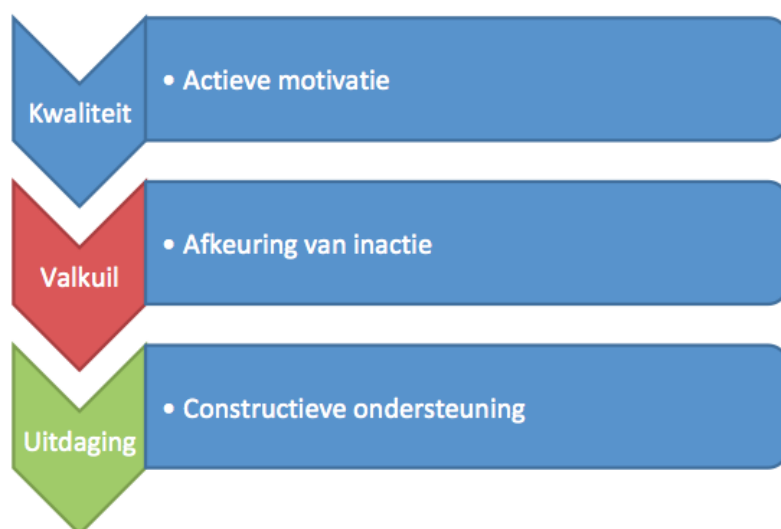 Kwaliteit
• Actieve motivatie
Valkuil
• Afkeuring van inactie
Uitdaging
• Constructieve ondersteuning